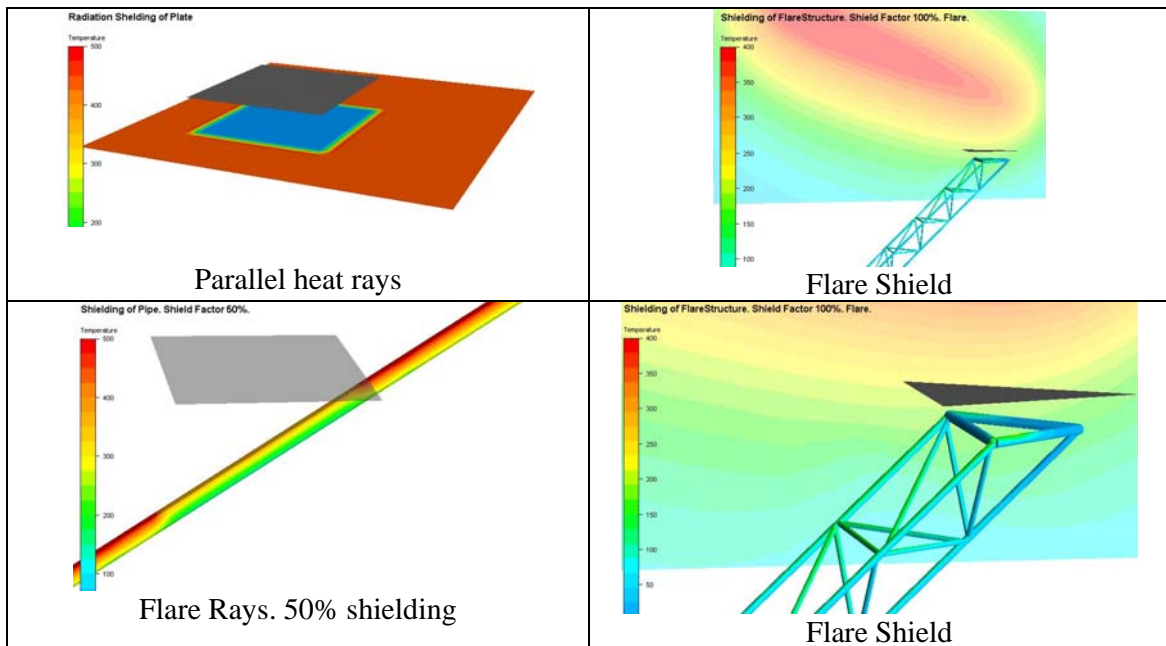 Radiation Shelding of Plate
Temperature
500
400
300
200
Parallel heat rays
Shielding of FlareStructure. Shield Factor 100%. Flare.
Temperature
400
350
300
250
200
150
100
Flare Shield
Shielding of Pipe. Shield Factor 50%.
Temperature
500
400
300
200
100
Flare Rays. 50% shielding
Shielding of FlareStructure. Shield Factor 100%. Flare.
Temperature
400
350
300
250
200
150
100
50
Flare Shield